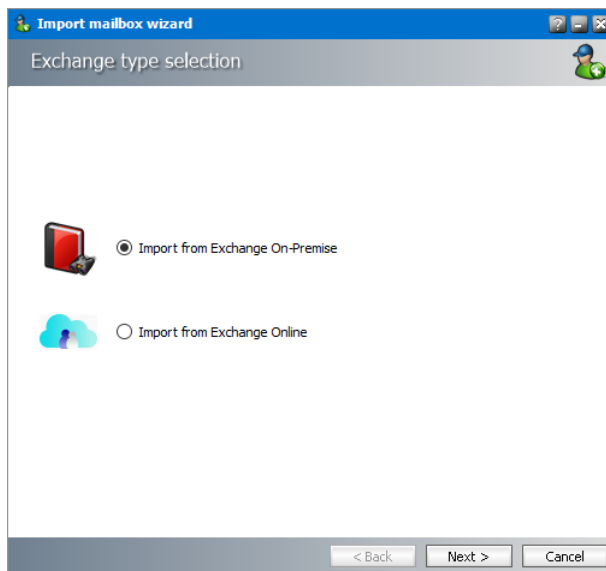 Import mailbox wizard
Exchange type selection
Import from Exchange On-Premise
Import from Exchange Online
< Back Next > Cancel